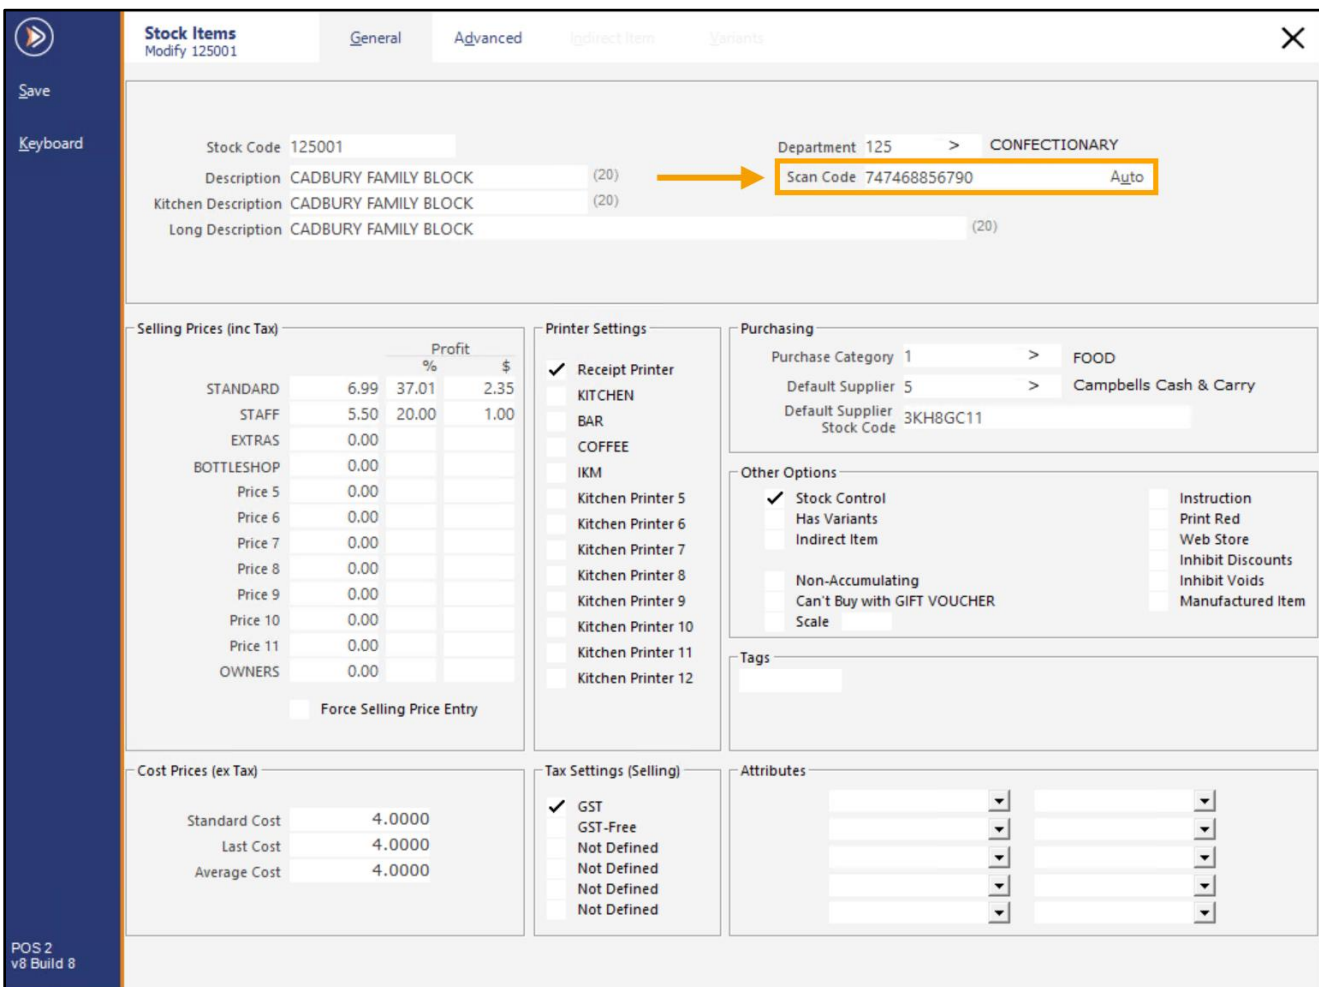 Stock Items
Modify 125001
General
Advanced
Indirect Item
Variants
Save
Keyboard
Stock Code 125001
Department 125 > CONFECTIONARY
Description CADBURY FAMILY BLOCK (20)
Scan Code 747468856790 Auto
Kitchen Description CADBURY FAMILY BLOCK (20)
Long Description CADBURY FAMILY BLOCK (20)
Selling Prices (inc Tax)
Profit
% $
STANDARD 6.99 37.01 2.35
STAFF 5.50 20.00 1.00
EXTRAS 0.00
BOTTLESHOP 0.00
Price 5 0.00
Price 6 0.00
Price 7 0.00
Price 8 0.00
Price 9 0.00
Price 10 0.00
Price 11 0.00
OWNERS 0.00
Force Selling Price Entry
Printer Settings
Receipt Printer
KITCHEN
BAR
COFFEE
IKM
Kitchen Printer 5
Kitchen Printer 6
Kitchen Printer 7
Kitchen Printer 8
Kitchen Printer 9
Kitchen Printer 10
Kitchen Printer 11
Kitchen Printer 12
Purchasing
Purchase Category 1 > FOOD
Default Supplier 5 > Campbells Cash & Carry
Default Supplier
Stock Code 3KH8GC11
Other Options
Stock Control
Has Variants
Indirect Item
Non-Accumulating
Can't Buy with GIFT VOUCHER
Scale
Instruction
Print Red
Web Store
Inhibit Discounts
Inhibit Voids
Manufactured Item
Tags
Cost Prices (ex Tax)
Standard Cost 4.0000
Last Cost 4.0000
Average Cost 4.0000
Tax Settings (Selling)
GST
GST-Free
Not Defined
Not Defined
Not Defined
Not Defined
Attributes
POS 2
v8 Build 8